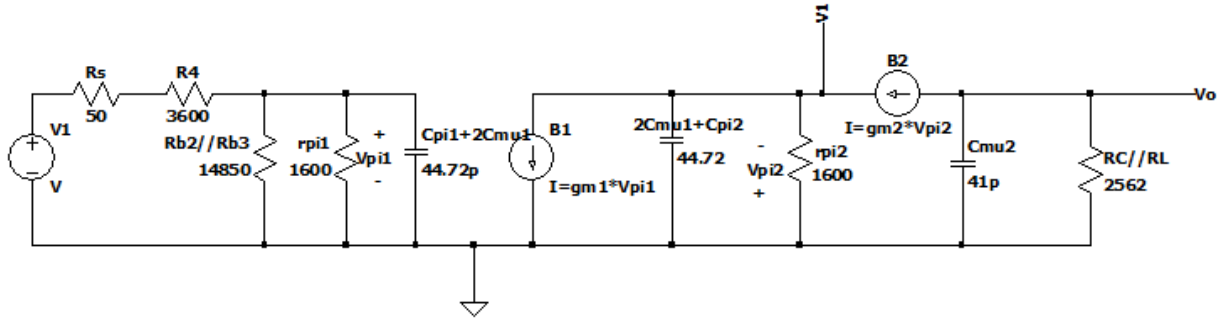 V1
Rs
50
R4
3600
V1
V
Rb2//Rb3
14850
rpi1
1600
+
Vpi1
-
Cpi1+2Cmu1
44.72p
B1
I=gm1*Vpi1
2Cmu1+Cpi2
44.72
-
Vpi2
+
rpi2
1600
B2
I=gm2*Vpi2
Cmu2
41p
RC//RL
2562
Vo